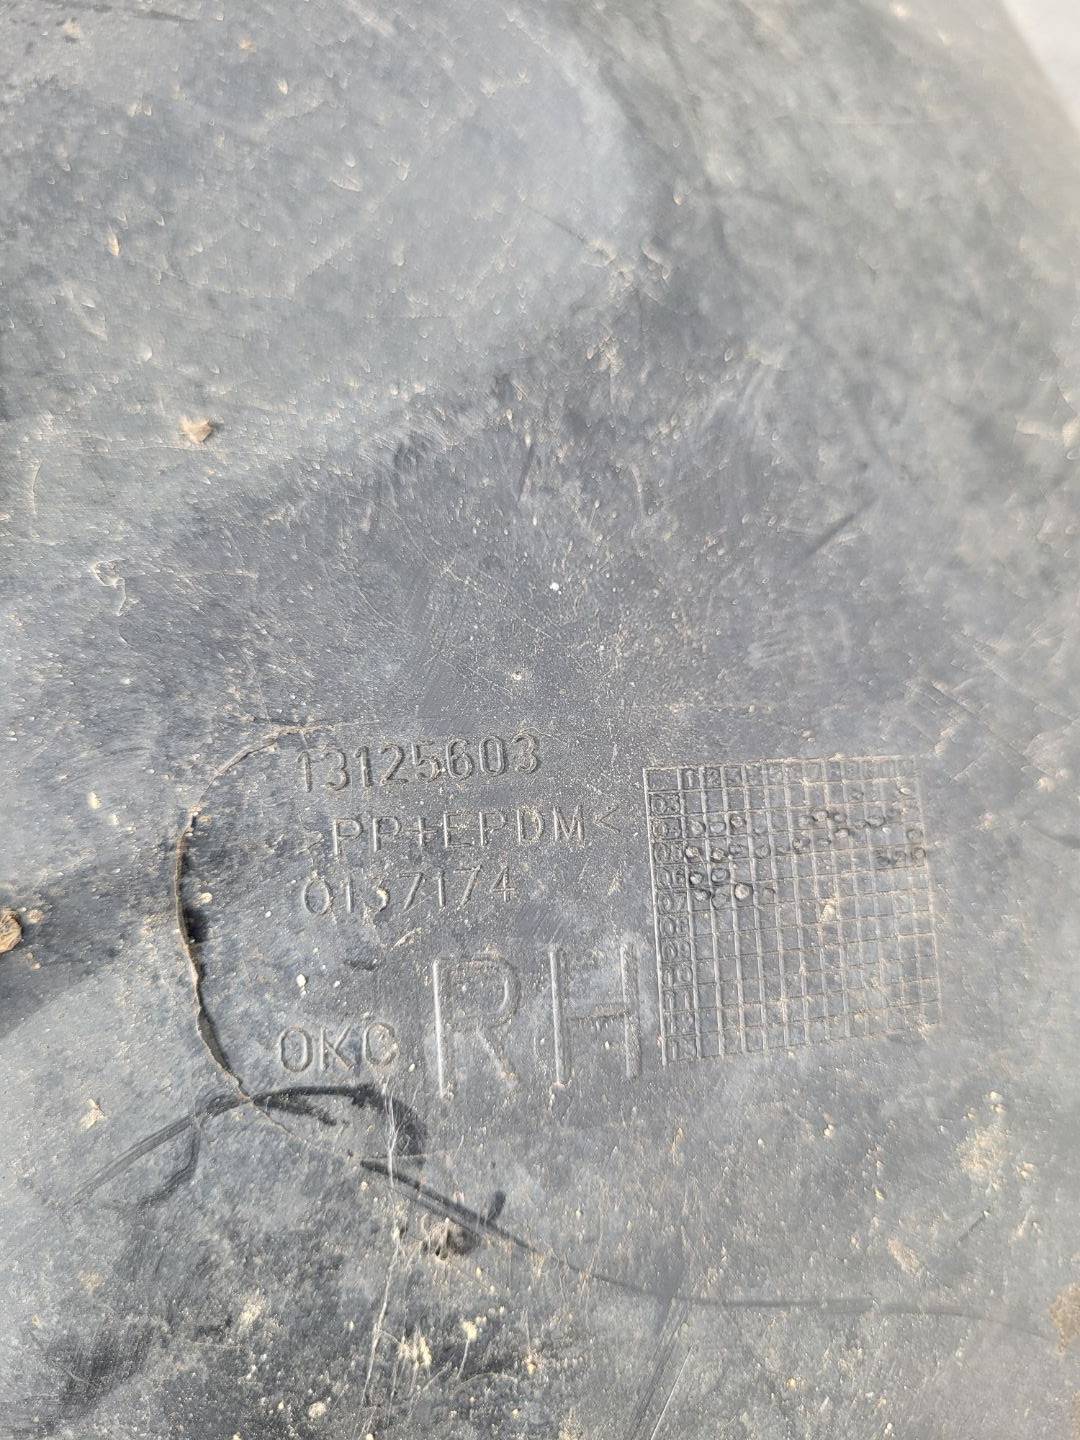 13125603
>PP+EPDM<
0137174
RH
OKC